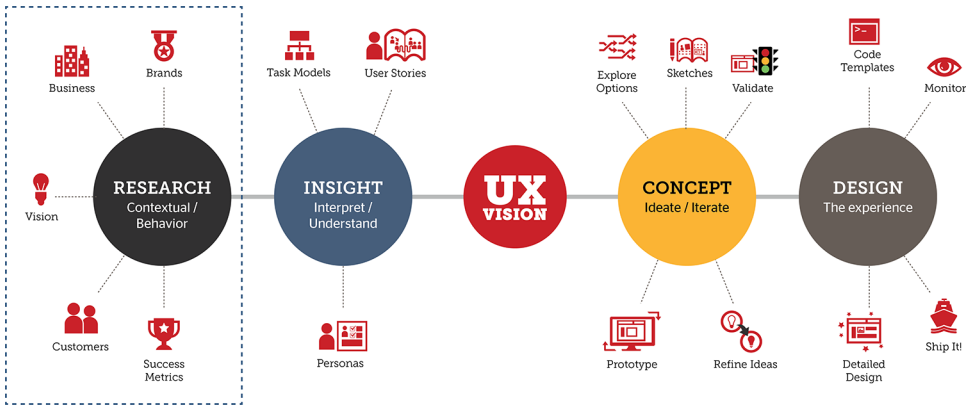 Business
Brands
Vision
RESEARCH
Contextual /
Behavior
Customers
Success
Metrics
Task Models
User Stories
INSIGHT
Interpret /
Understand
Personas
UX
VISION
Explore
Options
Sketches
Validate
CONCEPT
Ideate / Iterate
Prototype
Refine Ideas
Code
Templates
Monitor
DESIGN
The experience
Detailed
Design
Ship It!